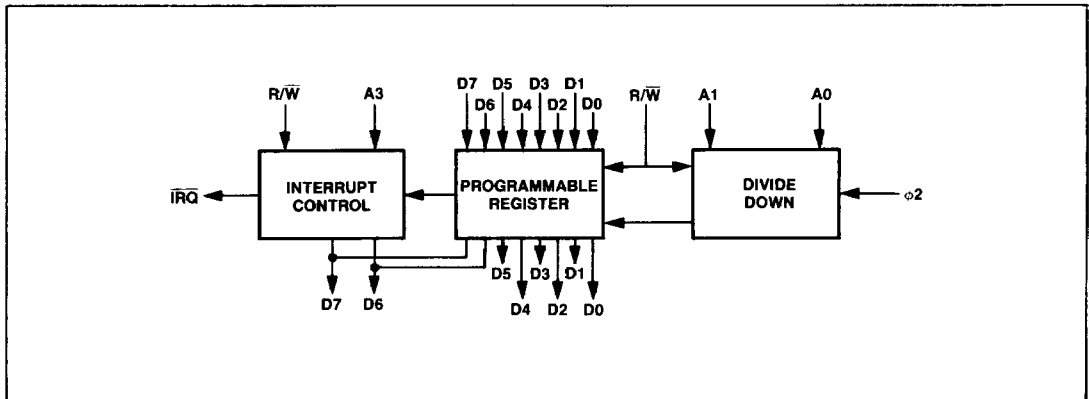 D7 D5 D3 D1
R/W̅ A3 D6 D4 D2 D0 R/W̅ A1 A0
I̅R̅Q̅ INTERRUPT CONTROL PROGRAMMABLE REGISTER DIVIDE DOWN φ2
D5 D3 D1
D7 D6 D4 D2 D0